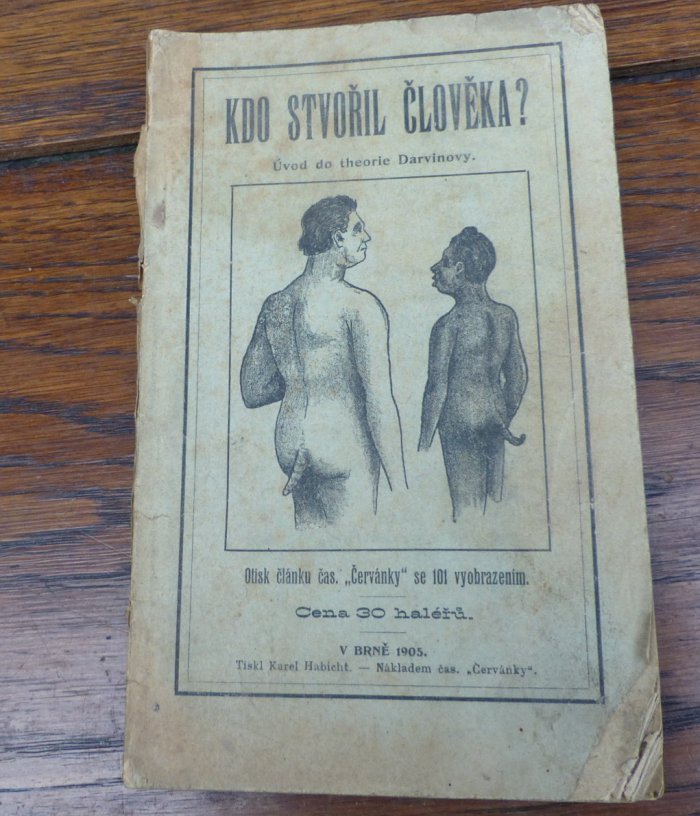 KDO STVOŘIL ČLOVĚKA?
Úvod do theorie Darvinovy.
Otisk článku čas. „Červánky“ se 101 vyobrazením.
Cena 30 haléřů.
V BRNĚ 1905.
Tiskl Karel Habicht. — Nákladem čas. „Červánky“.